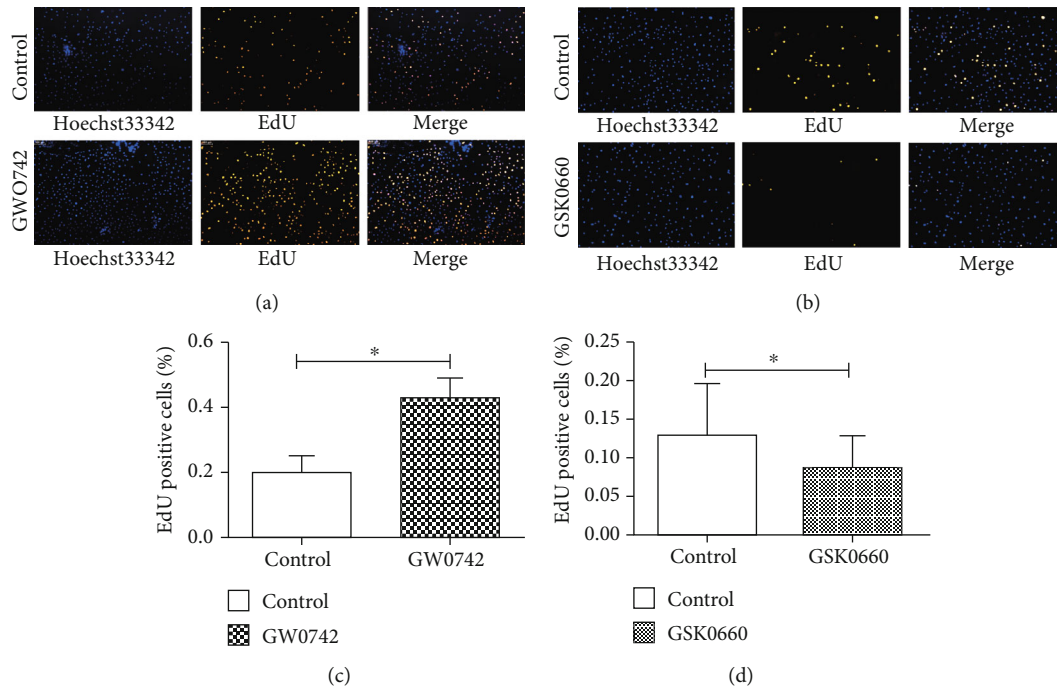 (a)
Control
Hoechst33342 EdU Merge
GWO742
Hoechst33342 EdU Merge
(b)
Control
Hoechst33342 EdU Merge
GSK0660
Hoechst33342 EdU Merge
EdU positive cells (%)
0.6
0.4
0.2
0.0
*
Control GW0742
Control
GW0742
(c)
EdU positive cells (%)
0.25
0.20
0.15
0.10
0.05
0.00
*
Control GSK0660
Control
GSK0660
(d)